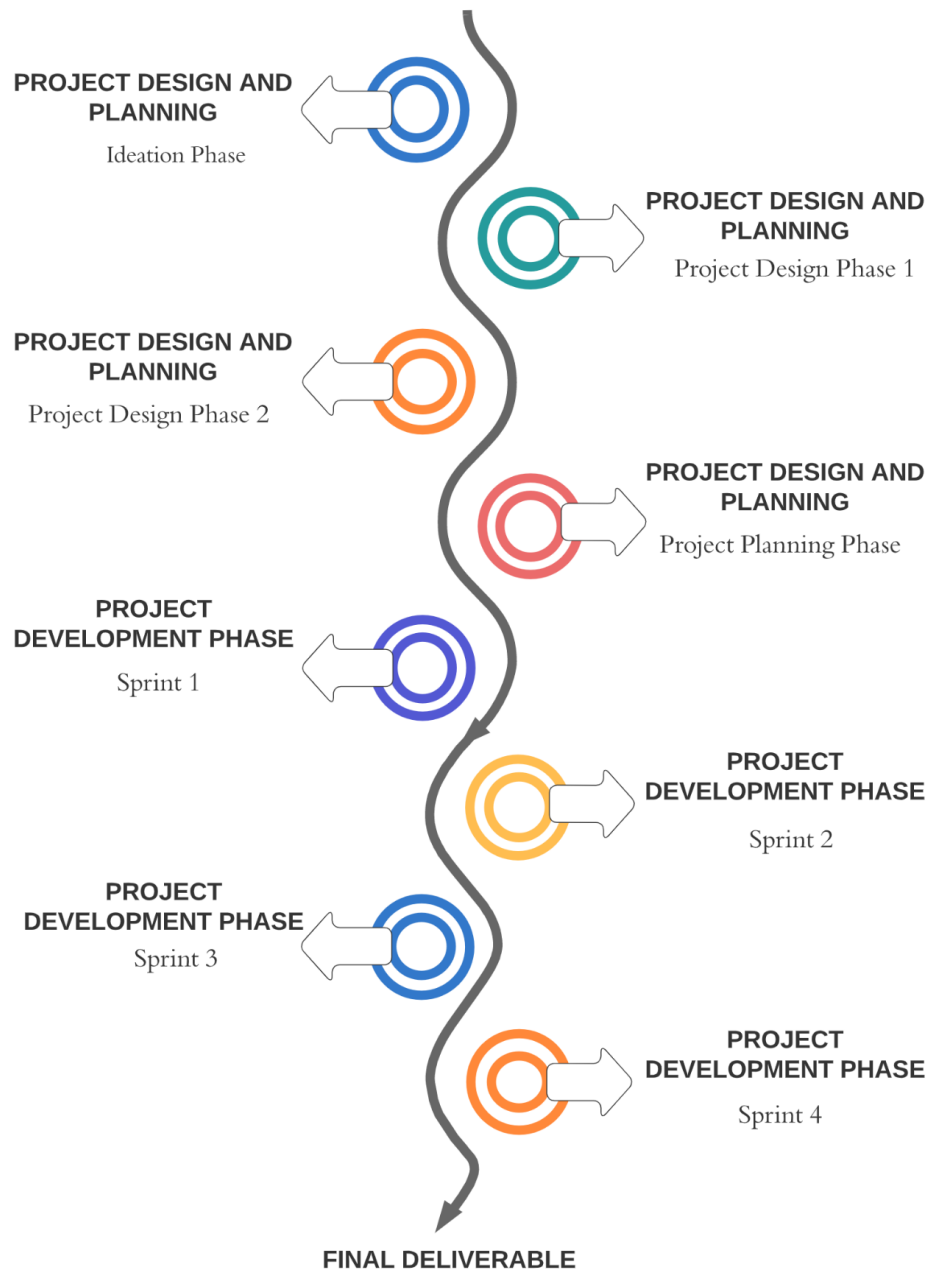 PROJECT DESIGN AND
PLANNING
Ideation Phase
PROJECT DESIGN AND
PLANNING
Project Design Phase 1
PROJECT DESIGN AND
PLANNING
Project Design Phase 2
PROJECT DESIGN AND
PLANNING
Project Planning Phase
PROJECT
DEVELOPMENT PHASE
Sprint 1
PROJECT
DEVELOPMENT PHASE
Sprint 2
PROJECT
DEVELOPMENT PHASE
Sprint 3
PROJECT
DEVELOPMENT PHASE
Sprint 4
FINAL DELIVERABLE